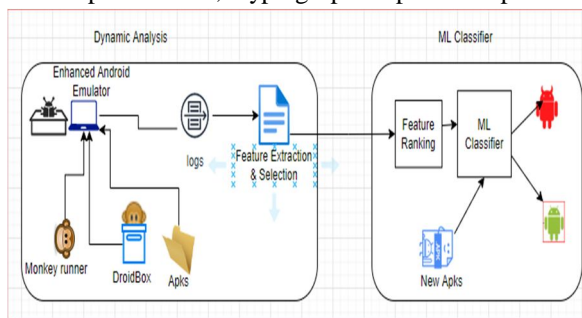 Dynamic Analysis
ML Classifier
Enhanced Android
Emulator
logs
Feature Extraction
& Selection
Feature
Ranking
ML
Classifier
Monkey runner
DroidBox
Apks
New Apks